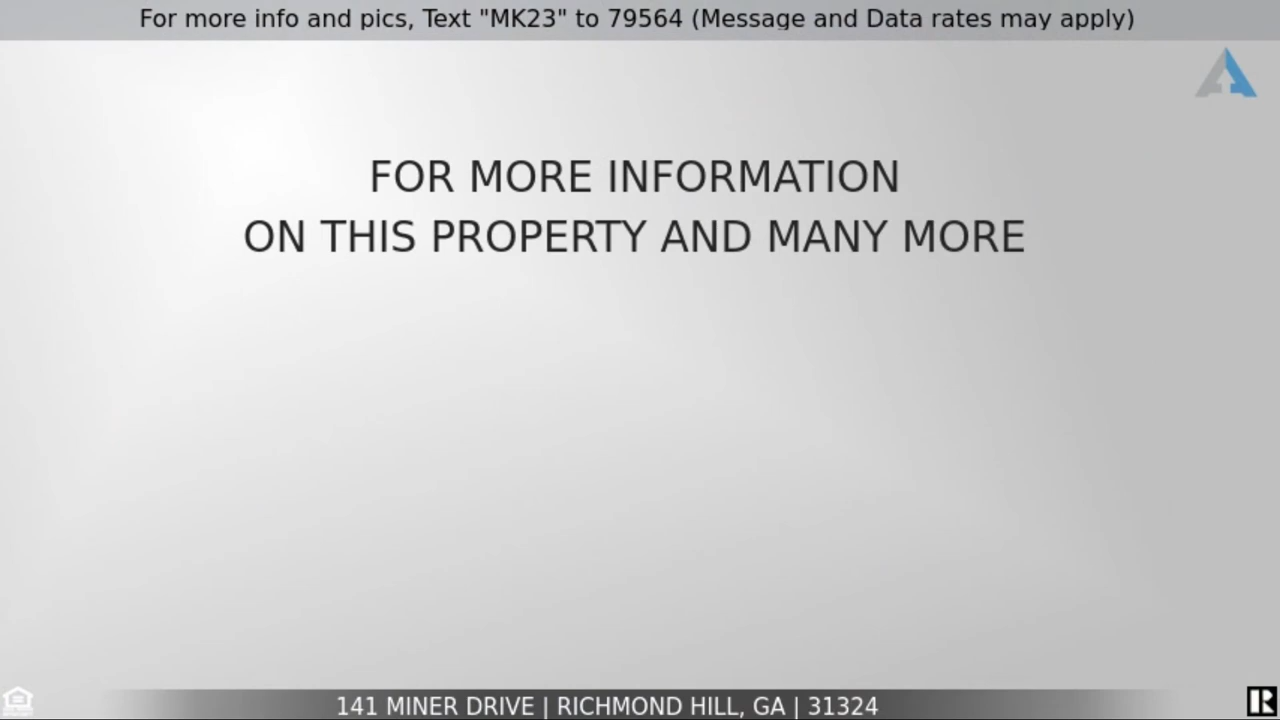 For more info and pics, Text "MK23" to 79564 (Message and Data rates may apply)
FOR MORE INFORMATION
ON THIS PROPERTY AND MANY MORE
141 MINER DRIVE | RICHMOND HILL, GA | 31324